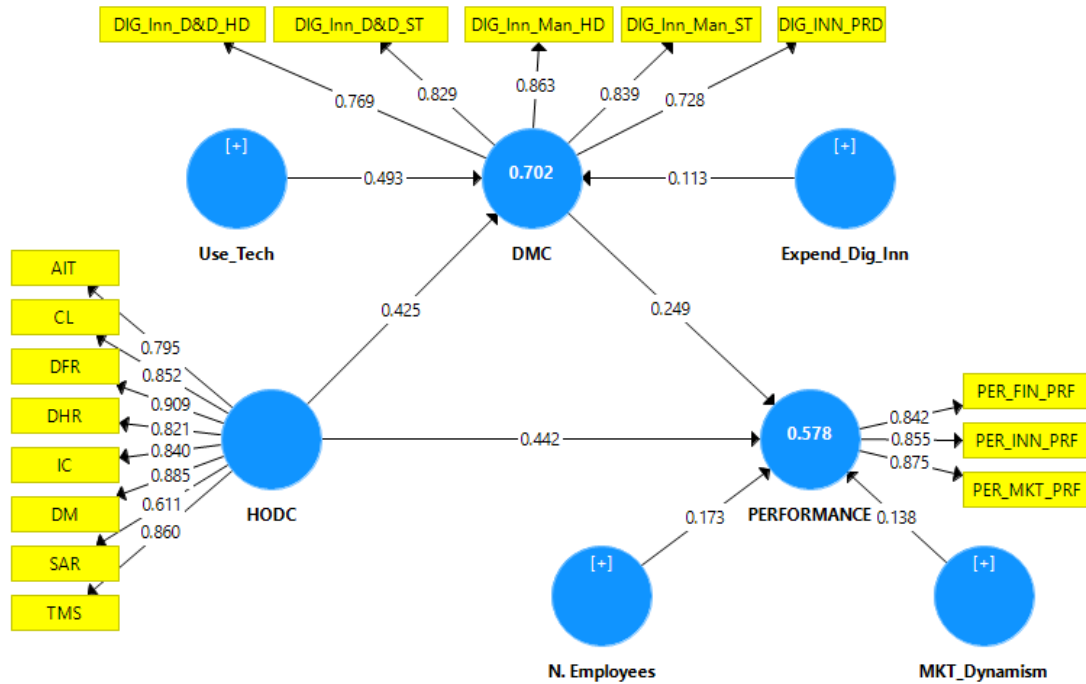 DIG_Inn_D&D_HD
DIG_Inn_D&D_ST
DIG_Inn_Man_HD
DIG_Inn_Man_ST
DIG_INN_PRD
0.769
0.829
0.863
0.839
0.728
[+]
0.702
[+]
0.493
0.113
Use_Tech
DMC
Expend_Dig_Inn
AIT
CL
DFR
DHR
IC
DM
SAR
TMS
0.795
0.852
0.909
0.821
0.840
0.885
0.611
0.860
0.425
0.249
HODC
0.442
0.578
PERFORMANCE
0.842
0.855
0.875
PER_FIN_PRF
PER_INN_PRF
PER_MKT_PRF
0.173
0.138
[+]
[+]
N. Employees
MKT_Dynamism